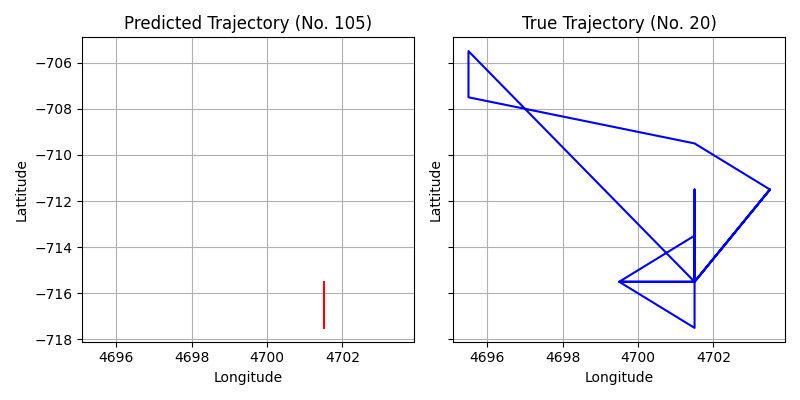 Predicted Trajectory (No. 105)
True Trajectory (No. 20)
Lattitude
−706
−708
−710
−712
−714
−716
−718
4696
4698
4700
4702
Longitude
Lattitude
4696
4698
4700
4702
Longitude